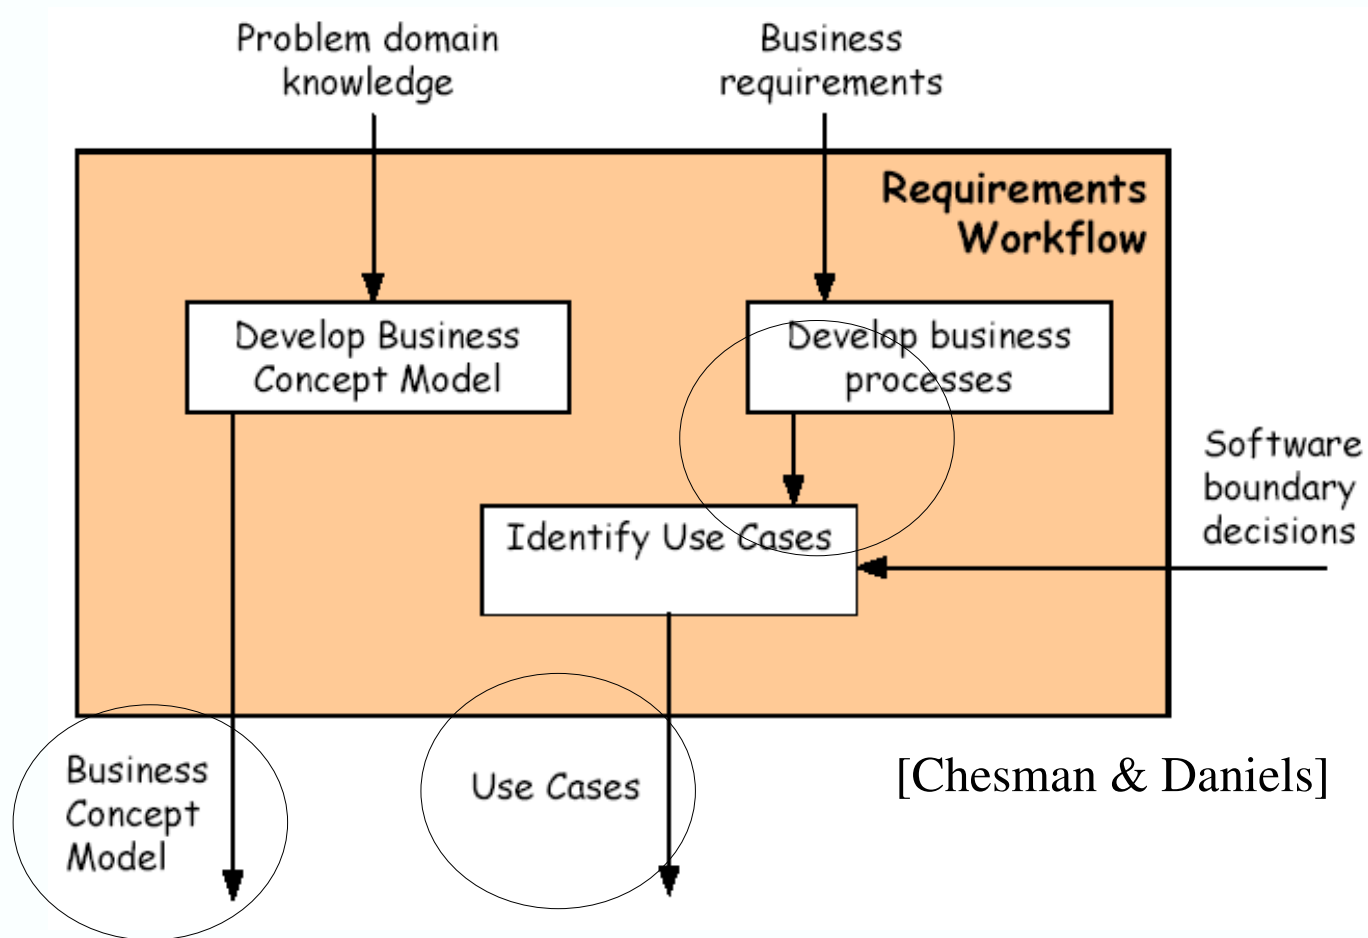 Problem domain
knowledge
Business
requirements
Requirements
Workflow
Develop Business
Concept Model
Develop business
processes
Software
boundary
decisions
Identify Use Cases
Business
Concept
Model
Use Cases
[Chesman & Daniels]